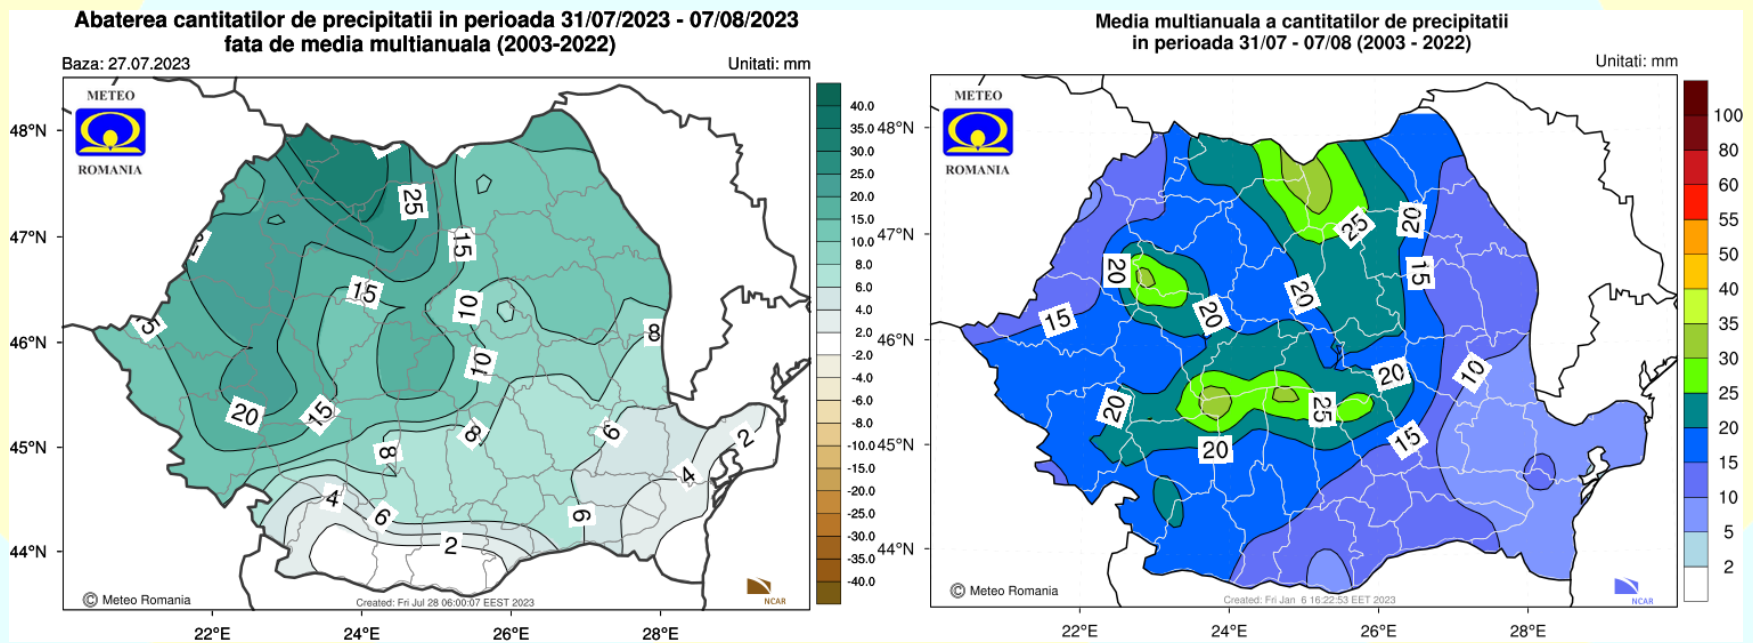 Abaterea cantitatilor de precipitatii in perioada 31/07/2023 - 07/08/2023
fata de media multianuala (2003-2022)
Baza: 27.07.2023
Unitati: mm
METEO
ROMANIA
48°N
47°N
46°N
45°N
44°N
25
15
15
10
10
8
20
15
8
8
6
2
4
4
6
6
2
40.0
35.0
30.0
25.0
20.0
15.0
10.0
8.0
6.0
4.0
2.0
-2.0
-4.0
-6.0
-8.0
-10.0
-15.0
-20.0
-25.0
-30.0
-35.0
-40.0
© Meteo Romania
Created: Fri Jul 28 06:00:07 EEST 2023
NCAR
22°E
24°E
26°E
28°E
Media multianuala a cantitatilor de precipitatii
in perioada 31/07 - 07/08 (2003 - 2022)
Unitati: mm
METEO
ROMANIA
48°N
47°N
46°N
45°N
44°N
25
20
20
15
20
15
20
20
10
20
25
15
20
100
80
60
55
50
40
35
30
25
20
15
10
5
2
© Meteo Romania
Created: Fri Jan 6 16:22:53 EET 2023
NCAR
22°E
24°E
26°E
28°E